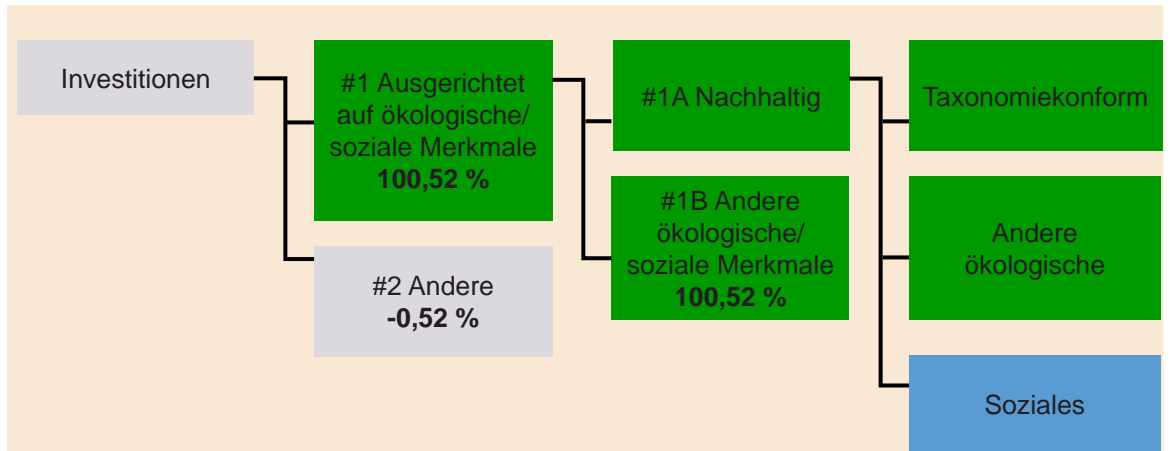 Investitionen
#1 Ausgerichtet
auf ökologische/
soziale Merkmale
100,52 %
#2 Andere
-0,52 %
#1A Nachhaltig
#1B Andere
ökologische/
soziale Merkmale
100,52 %
Taxonomiekonform
Andere
ökologische
Soziales